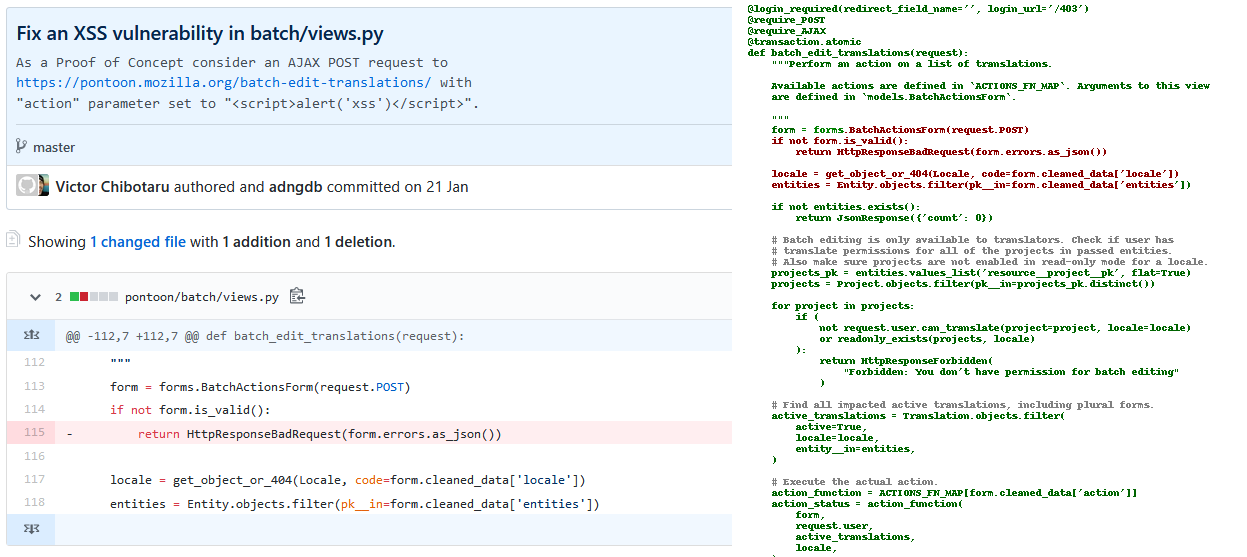 Fix an XSS vulnerability in batch/views.py
As a Proof of Concept consider an AJAX POST request to
https://pontoon.mozilla.org/batch-edit-translations/ with
"action" parameter set to "<script>alert('xss')</script>".
master
Victor Chibotaru authored and adngdb committed on 21 Jan
Showing 1 changed file with 1 addition and 1 deletion.
2 pontoon/batch/views.py
@@ -112,7 +112,7 @@ def batch_edit_translations(request):
112 """
113 form = forms.BatchActionsForm(request.POST)
114 if not form.is_valid():
115 - return HttpResponseBadRequest(form.errors.as_json())
116
117 locale = get_object_or_404(Locale, code=form.cleaned_data['locale'])
118 entities = Entity.objects.filter(pk__in=form.cleaned_data['entities'])
@login_required(redirect_field_name='', login_url='/403')
@require_POST
@require_AJAX
@transaction.atomic
def batch_edit_translations(request):
"""Perform an action on a list of translations.
Available actions are defined in `ACTIONS_FN_MAP`. Arguments to this view
are defined in `models.BatchActionsForm`.
"""
form = forms.BatchActionsForm(request.POST)
if not form.is_valid():
return HttpResponseBadRequest(form.errors.as_json())
locale = get_object_or_404(Locale, code=form.cleaned_data['locale'])
entities = Entity.objects.filter(pk__in=form.cleaned_data['entities'])
if not entities.exists():
return JsonResponse({'count': 0})
# Batch editing is only available to translators. Check if user has
# translate permissions for all of the projects in passed entities.
# Also make sure projects are not enabled in read-only mode for a locale.
projects_pk = entities.values_list('resource__project__pk', flat=True)
projects = Project.objects.filter(pk__in=projects_pk.distinct())
for project in projects:
if (
not request.user.can_translate(project=project, locale=locale)
or readonly_exists(projects, locale)
):
return HttpResponseForbidden(
"Forbidden: You don't have permission for batch editing"
)
# Find all impacted active translations, including plural forms.
active_translations = Translation.objects.filter(
active=True,
locale=locale,
entity__in=entities,
)
# Execute the actual action.
action_function = ACTIONS_FN_MAP[form.cleaned_data['action']]
action_status = action_function(
form,
request.user,
active_translations,
locale,